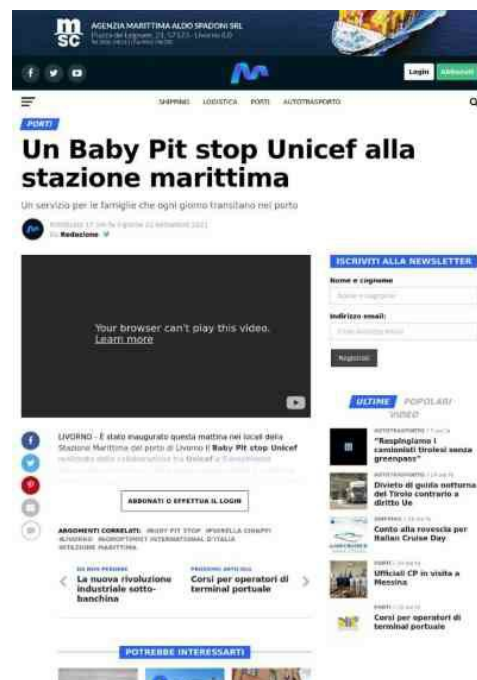 msc
AGENZIA MARITTIMA ALDO SPADONI SRL
Login
Abbonati
SHIPPING LOGISTICA PORTI AUTOTRASPORTO
PORTI
Un Baby Pit stop Unicef alla
stazione marittima
Un servizio per le famiglie che ogni giorno transitano nel porto
Redazione
Your browser can't play this video.
Learn more
LIVORNO - È stato inaugurato questa mattina nei locali della
Stazione Marittima del porto di Livorno il Baby Pit stop Unicef
ABBONATI O EFFETTUA IL LOGIN
ARGOMENTI CORRELATI:
La nuova rivoluzione
industriale sotto-
banchina
Corsi per operatori di
terminal portuale
POTREBBE INTERESSARTI
ISCRIVITI ALLA NEWSLETTER
Nome e cognome
Indirizzo email:
Registrati
ULTIME POPOLARI
VIDEO
"Respingiamo i
camionisti tirolesi senza
greenpass"
Divieto di guida notturna
del Tirolo contrario a
diritto Ue
Conto alla rovescia per
Italian Cruise Day
Ufficiali CP in visita a
Messina
Corsi per operatori di
terminal portuale